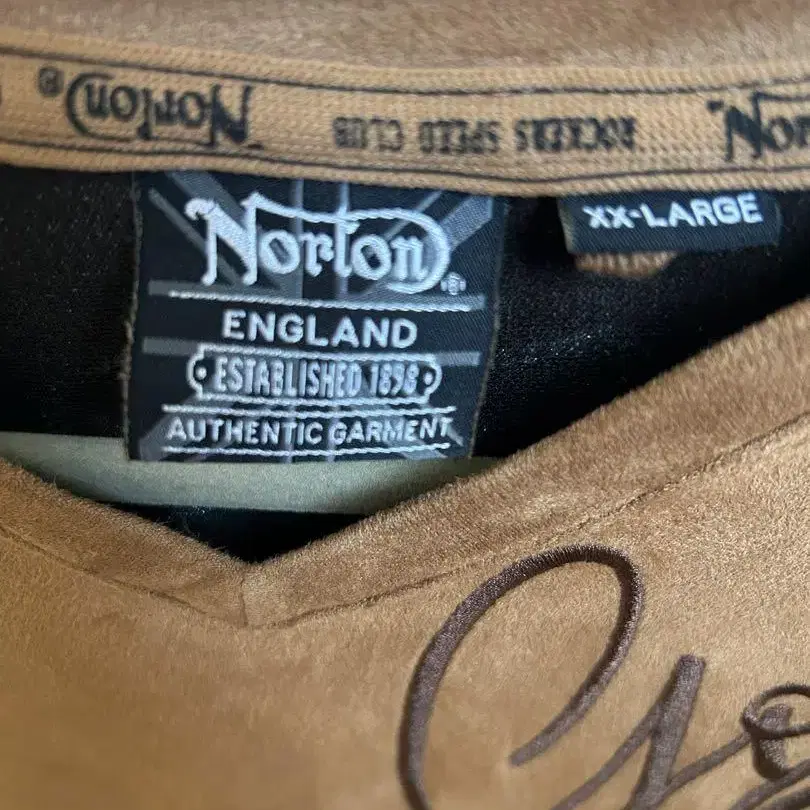 Norton® ROCKERS SPEED CLUB Norton
Norton®
ENGLAND
ESTABLISHED 1898
AUTHENTIC GARMENT
XX-LARGE